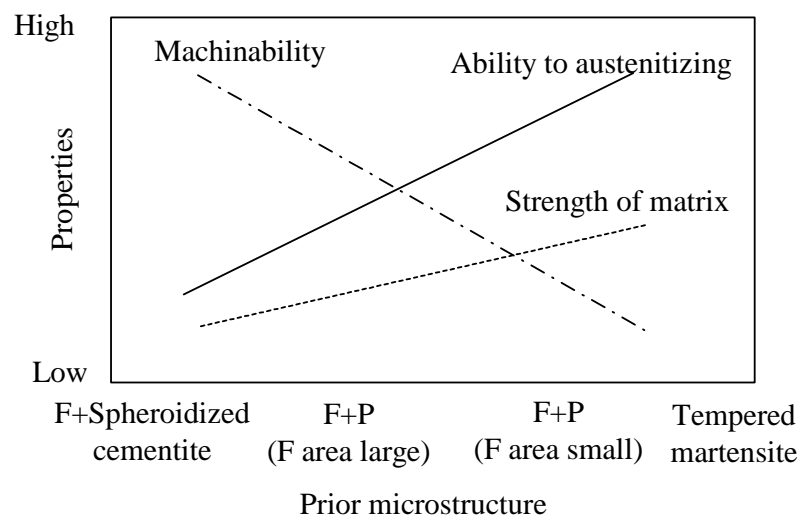 High
Machinability
Ability to austenitizing
Strength of matrix
Properties
Low
F+Spheroidized
cementite
F+P
(F area large)
F+P
(F area small)
Tempered
martensite
Prior microstructure